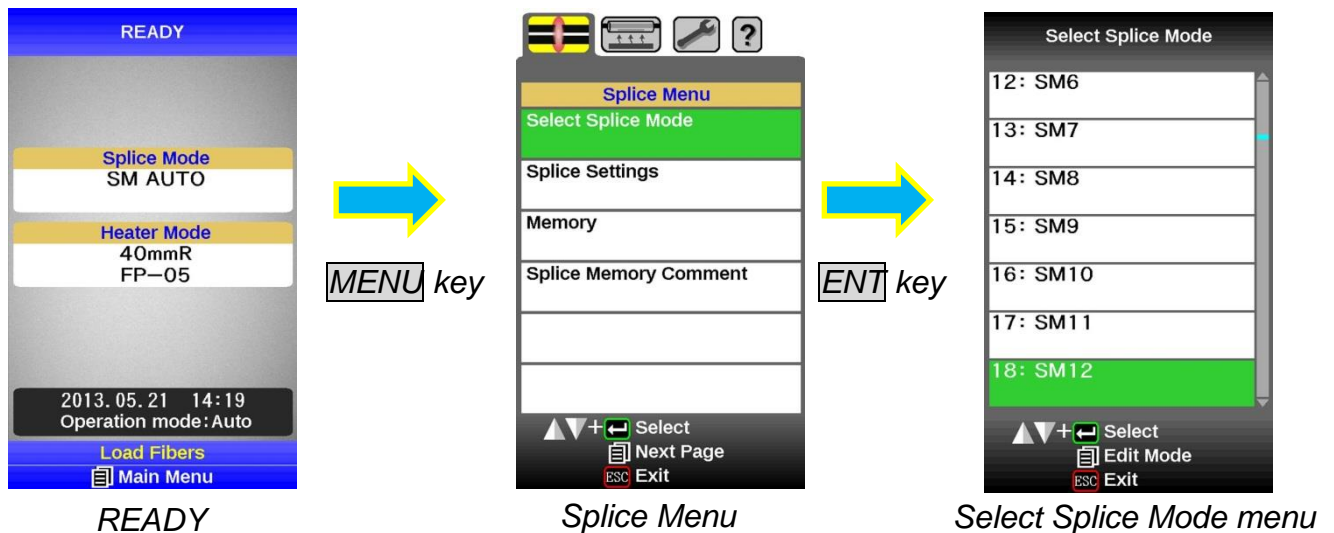 READY
Splice Mode
SM AUTO
Heater Mode
40mmR
FP-05
2013.05.21 14:19
Operation mode:Auto
Load Fibers
Main Menu
READY
MENU key
?
Splice Menu
Select Splice Mode
Splice Settings
Memory
Splice Memory Comment
+ Select
Next Page
ESC Exit
Splice Menu
ENT key
Select Splice Mode
12: SM6
13: SM7
14: SM8
15: SM9
16: SM10
17: SM11
18: SM12
+ Select
Edit Mode
ESC Exit
Select Splice Mode menu